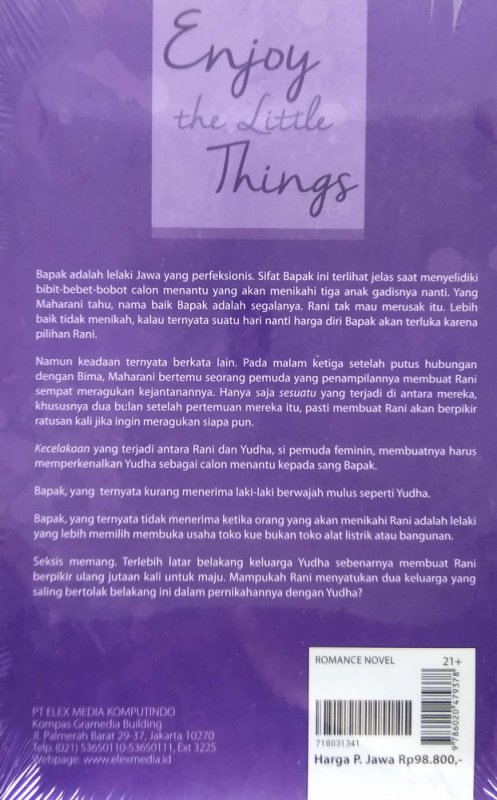 Enjoy
the Little
Things
Bapak adalah lelaki Jawa yang perfeksionis. Sifat Bapak ini terlihat jelas saat menyelidiki
bibit-bebet-bobot calon menantu yang akan menikahi tiga anak gadisnya nanti. Yang
Maharani tahu, nama baik Bapak adalah segalanya. Rani tak mau merusak itu. Lebih
baik tidak menikah, kalau ternyata suatu hari nanti harga diri Bapak akan terluka karena
pilihan Rani.
Namun keadaan ternyata berkata lain. Pada malam ketiga setelah putus hubungan
dengan Bima, Maharani bertemu seorang pemuda yang penampilannya membuat Rani
sempat meragukan kejantanannya. Hanya saja sesuatu yang terjadi di antara mereka,
khususnya dua bulan setelah pertemuan mereka itu, pasti membuat Rani akan berpikir
ratusan kali jika ingin meragukan siapa pun.
Kecelakaan yang terjadi antara Rani dan Yudha, si pemuda feminin, membuatnya harus
memperkenalkan Yudha sebagai calon menantu kepada sang Bapak.
Bapak, yang ternyata kurang menerima laki-laki berwajah mulus seperti Yudha.
Bapak, yang ternyata tidak menerima ketika orang yang akan menikahi Rani adalah lelaki
yang lebih memilih membuka usaha toko kue bukan toko alat listrik atau bangunan.
Seksis memang. Terlebih latar belakang keluarga Yudha sebenarnya membuat Rani
berpikir ulang jutaan kali untuk maju. Mampukah Rani menyatukan dua keluarga yang
saling bertolak belakang ini dalam pernikahannya dengan Yudha?
ROMANCE NOVEL 21+
718031341
9 786020 479378
Harga P. Jawa Rp98.800,-
PT ELEX MEDIA KOMPUTINDO
Kompas Gramedia Building
Jl. Palmerah Barat 29-37, Jakarta 10270
Telp. (021) 53650110-53650111, Ext 3225
Webpage: www.elexmedia.id